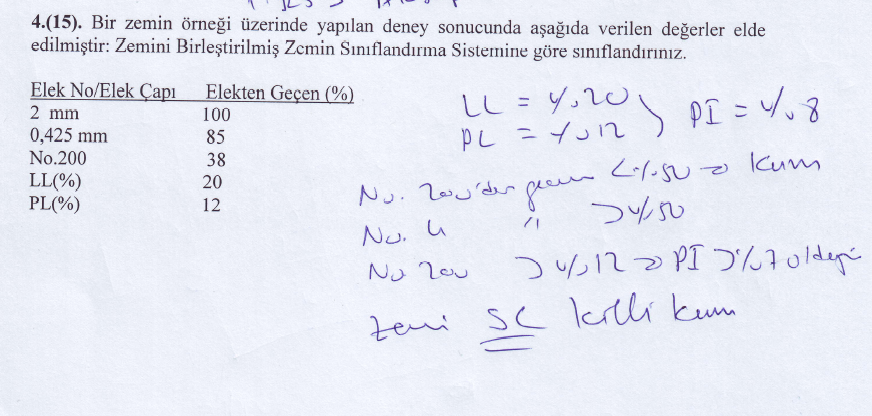 4.(15). Bir zemin örneği üzerinde yapılan deney sonucunda aşağıda verilen değerler elde
edilmiştir: Zemini Birleştirilmiş Zemin Sınıflandırma Sistemine göre sınıflandırınız.
Elek No/Elek Çapı Elekten Geçen (%)
2 mm 100
0,425 mm 85
No.200 38
LL(%) 20
PL(%) 12
LL = %20
PL = %12 } PI = %8
No. 200'den geçen < %50 => Kum
No. 4 " > %50
No 200 > %12 => PI > %7 olduğu
zemi SC killi kum